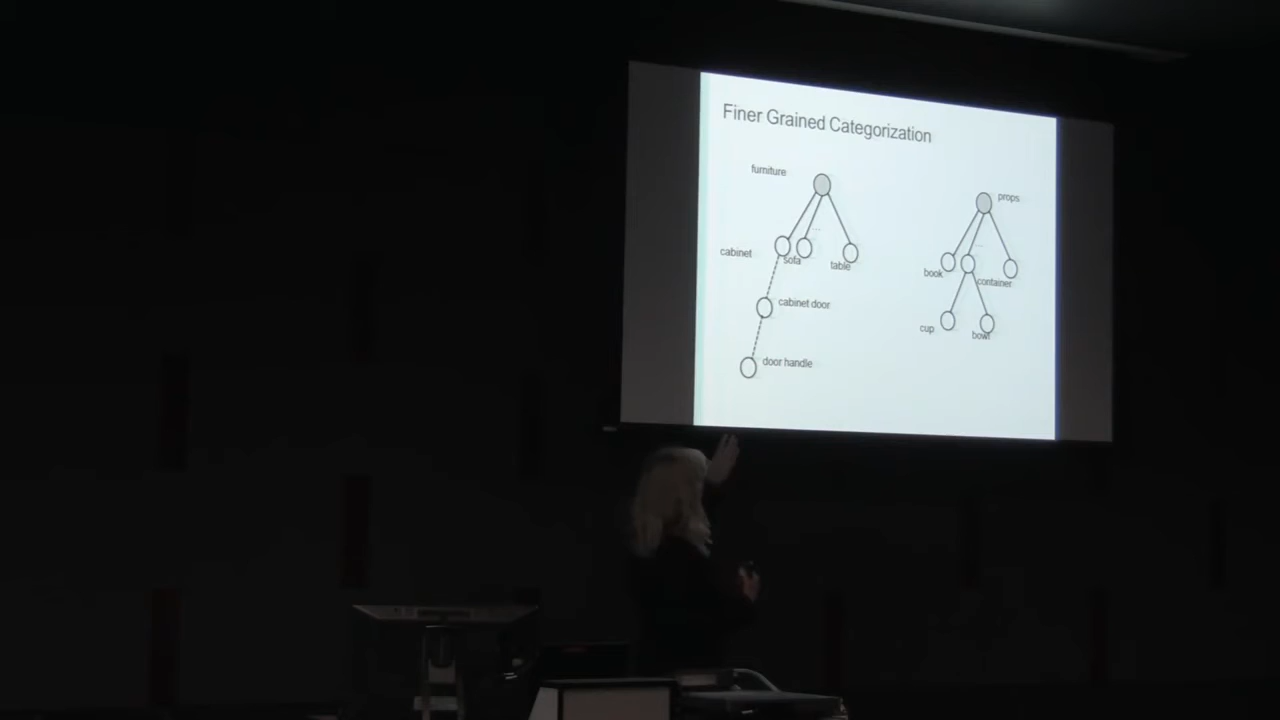 Finer Grained Categorization
furniture
props
cabinet
sofa
...
table
book
...
container
cabinet door
cup
...
bowl
door handle